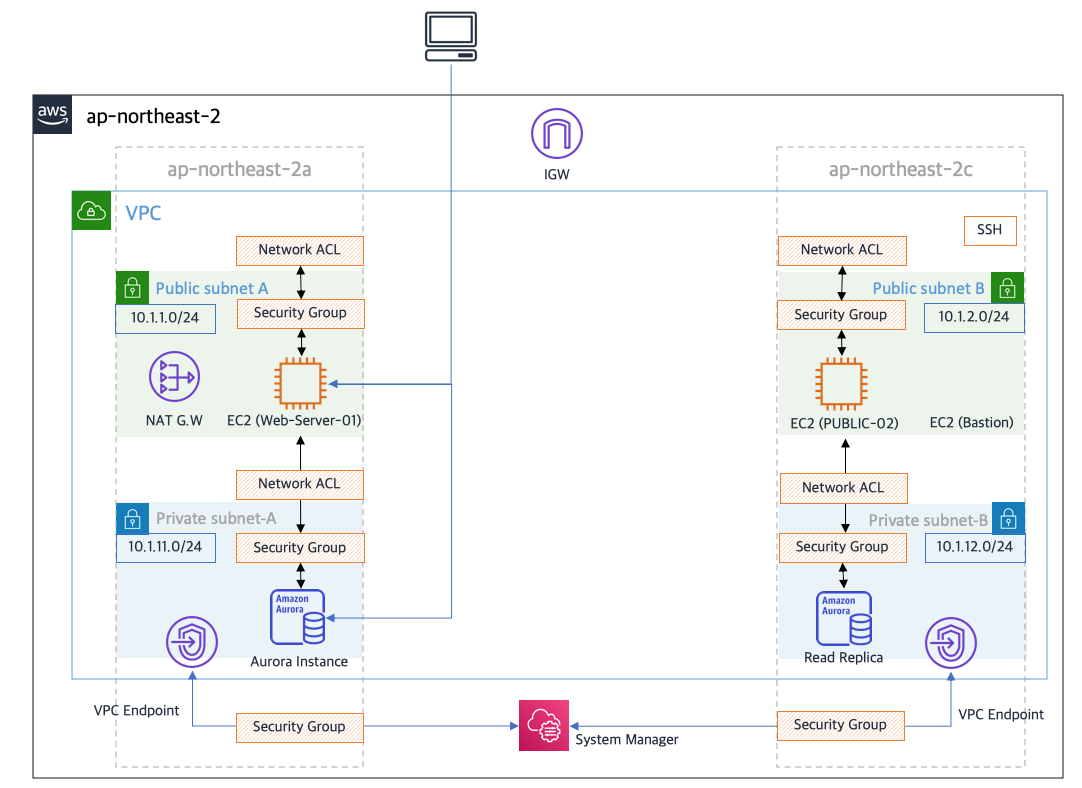 aws
ap-northeast-2
IGW
ap-northeast-2a
ap-northeast-2c
VPC
SSH
Network ACL
Network ACL
Public subnet A
Public subnet B
10.1.1.0/24
Security Group
Security Group
10.1.2.0/24
NAT G.W
EC2 (Web-Server-01)
EC2 (PUBLIC-02)
EC2 (Bastion)
Network ACL
Network ACL
Private subnet-A
Private subnet-B
10.1.11.0/24
Security Group
Security Group
10.1.12.0/24
Amazon
Aurora
Amazon
Aurora
Aurora Instance
Read Replica
VPC Endpoint
VPC Endpoint
Security Group
Security Group
System Manager